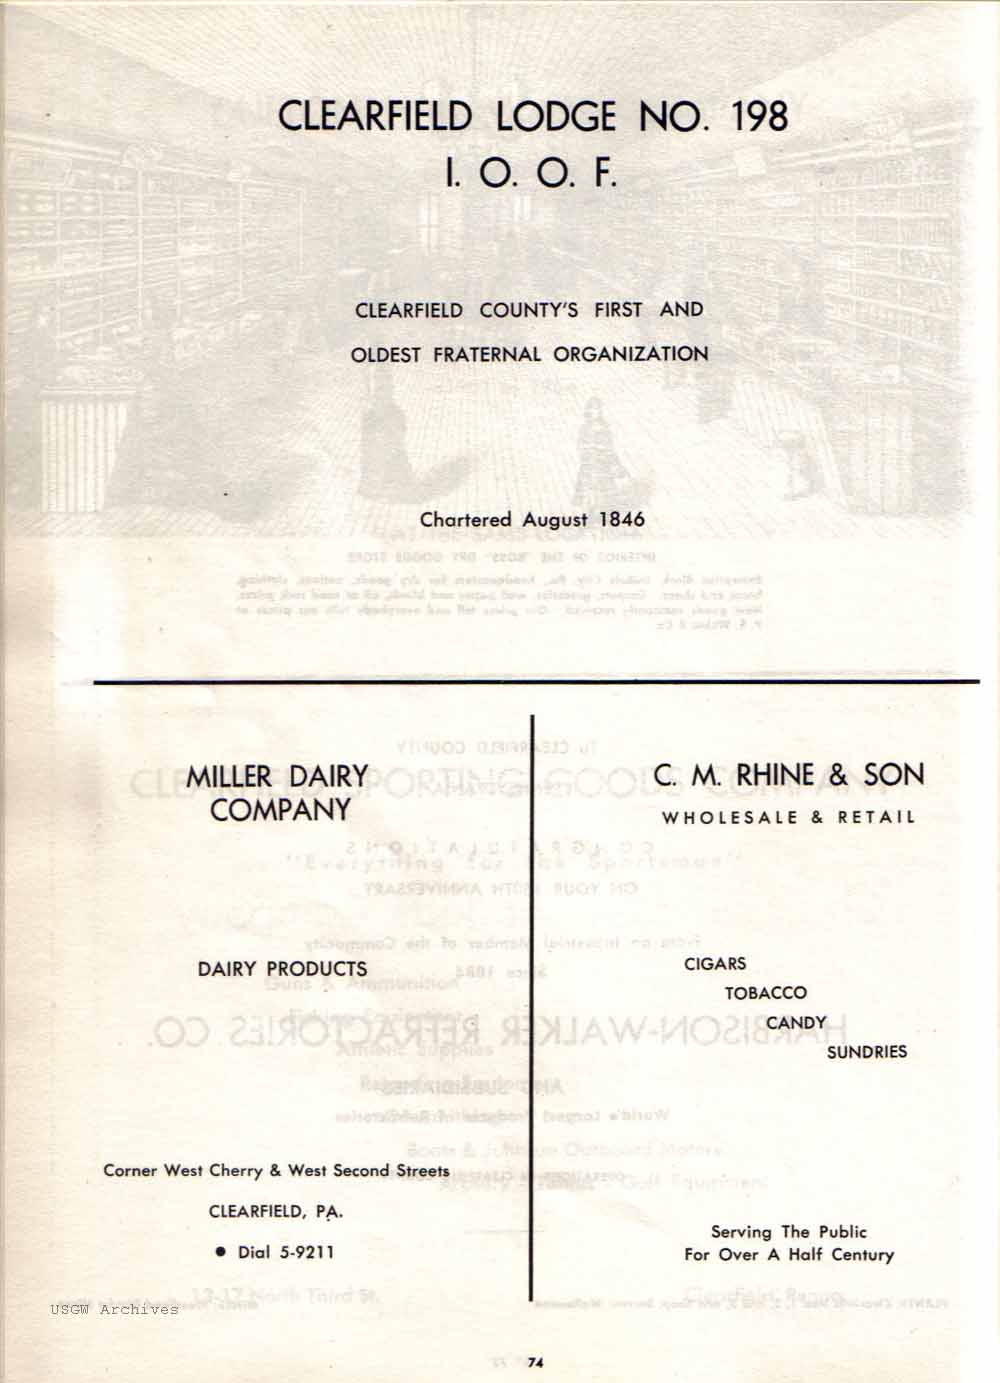 CLEARFIELD LODGE NO. 198
I. O. O. F.
CLEARFIELD COUNTY'S FIRST AND
OLDEST FRATERNAL ORGANIZATION
Chartered August 1846
MILLER DAIRY
COMPANY
DAIRY PRODUCTS
Corner West Cherry & West Second Streets
CLEARFIELD, PA.
• Dial 5-9211
C. M. RHINE & SON
WHOLESALE & RETAIL
CIGARS
TOBACCO
CANDY
SUNDRIES
Serving The Public
For Over A Half Century
USGW Archives
74